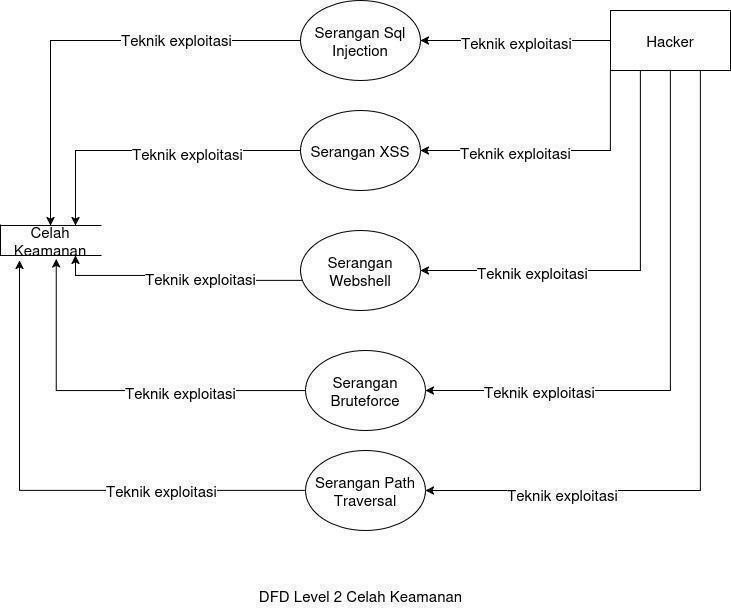 Teknik exploitasi
Serangan Sql
Injection
Teknik exploitasi
Hacker
Teknik exploitasi
Serangan XSS
Teknik exploitasi
Celah
Keamanan
Teknik exploitasi
Serangan
Webshell
Teknik exploitasi
Teknik exploitasi
Serangan
Bruteforce
Teknik exploitasi
Teknik exploitasi
Serangan Path
Traversal
Teknik exploitasi
DFD Level 2 Celah Keamanan